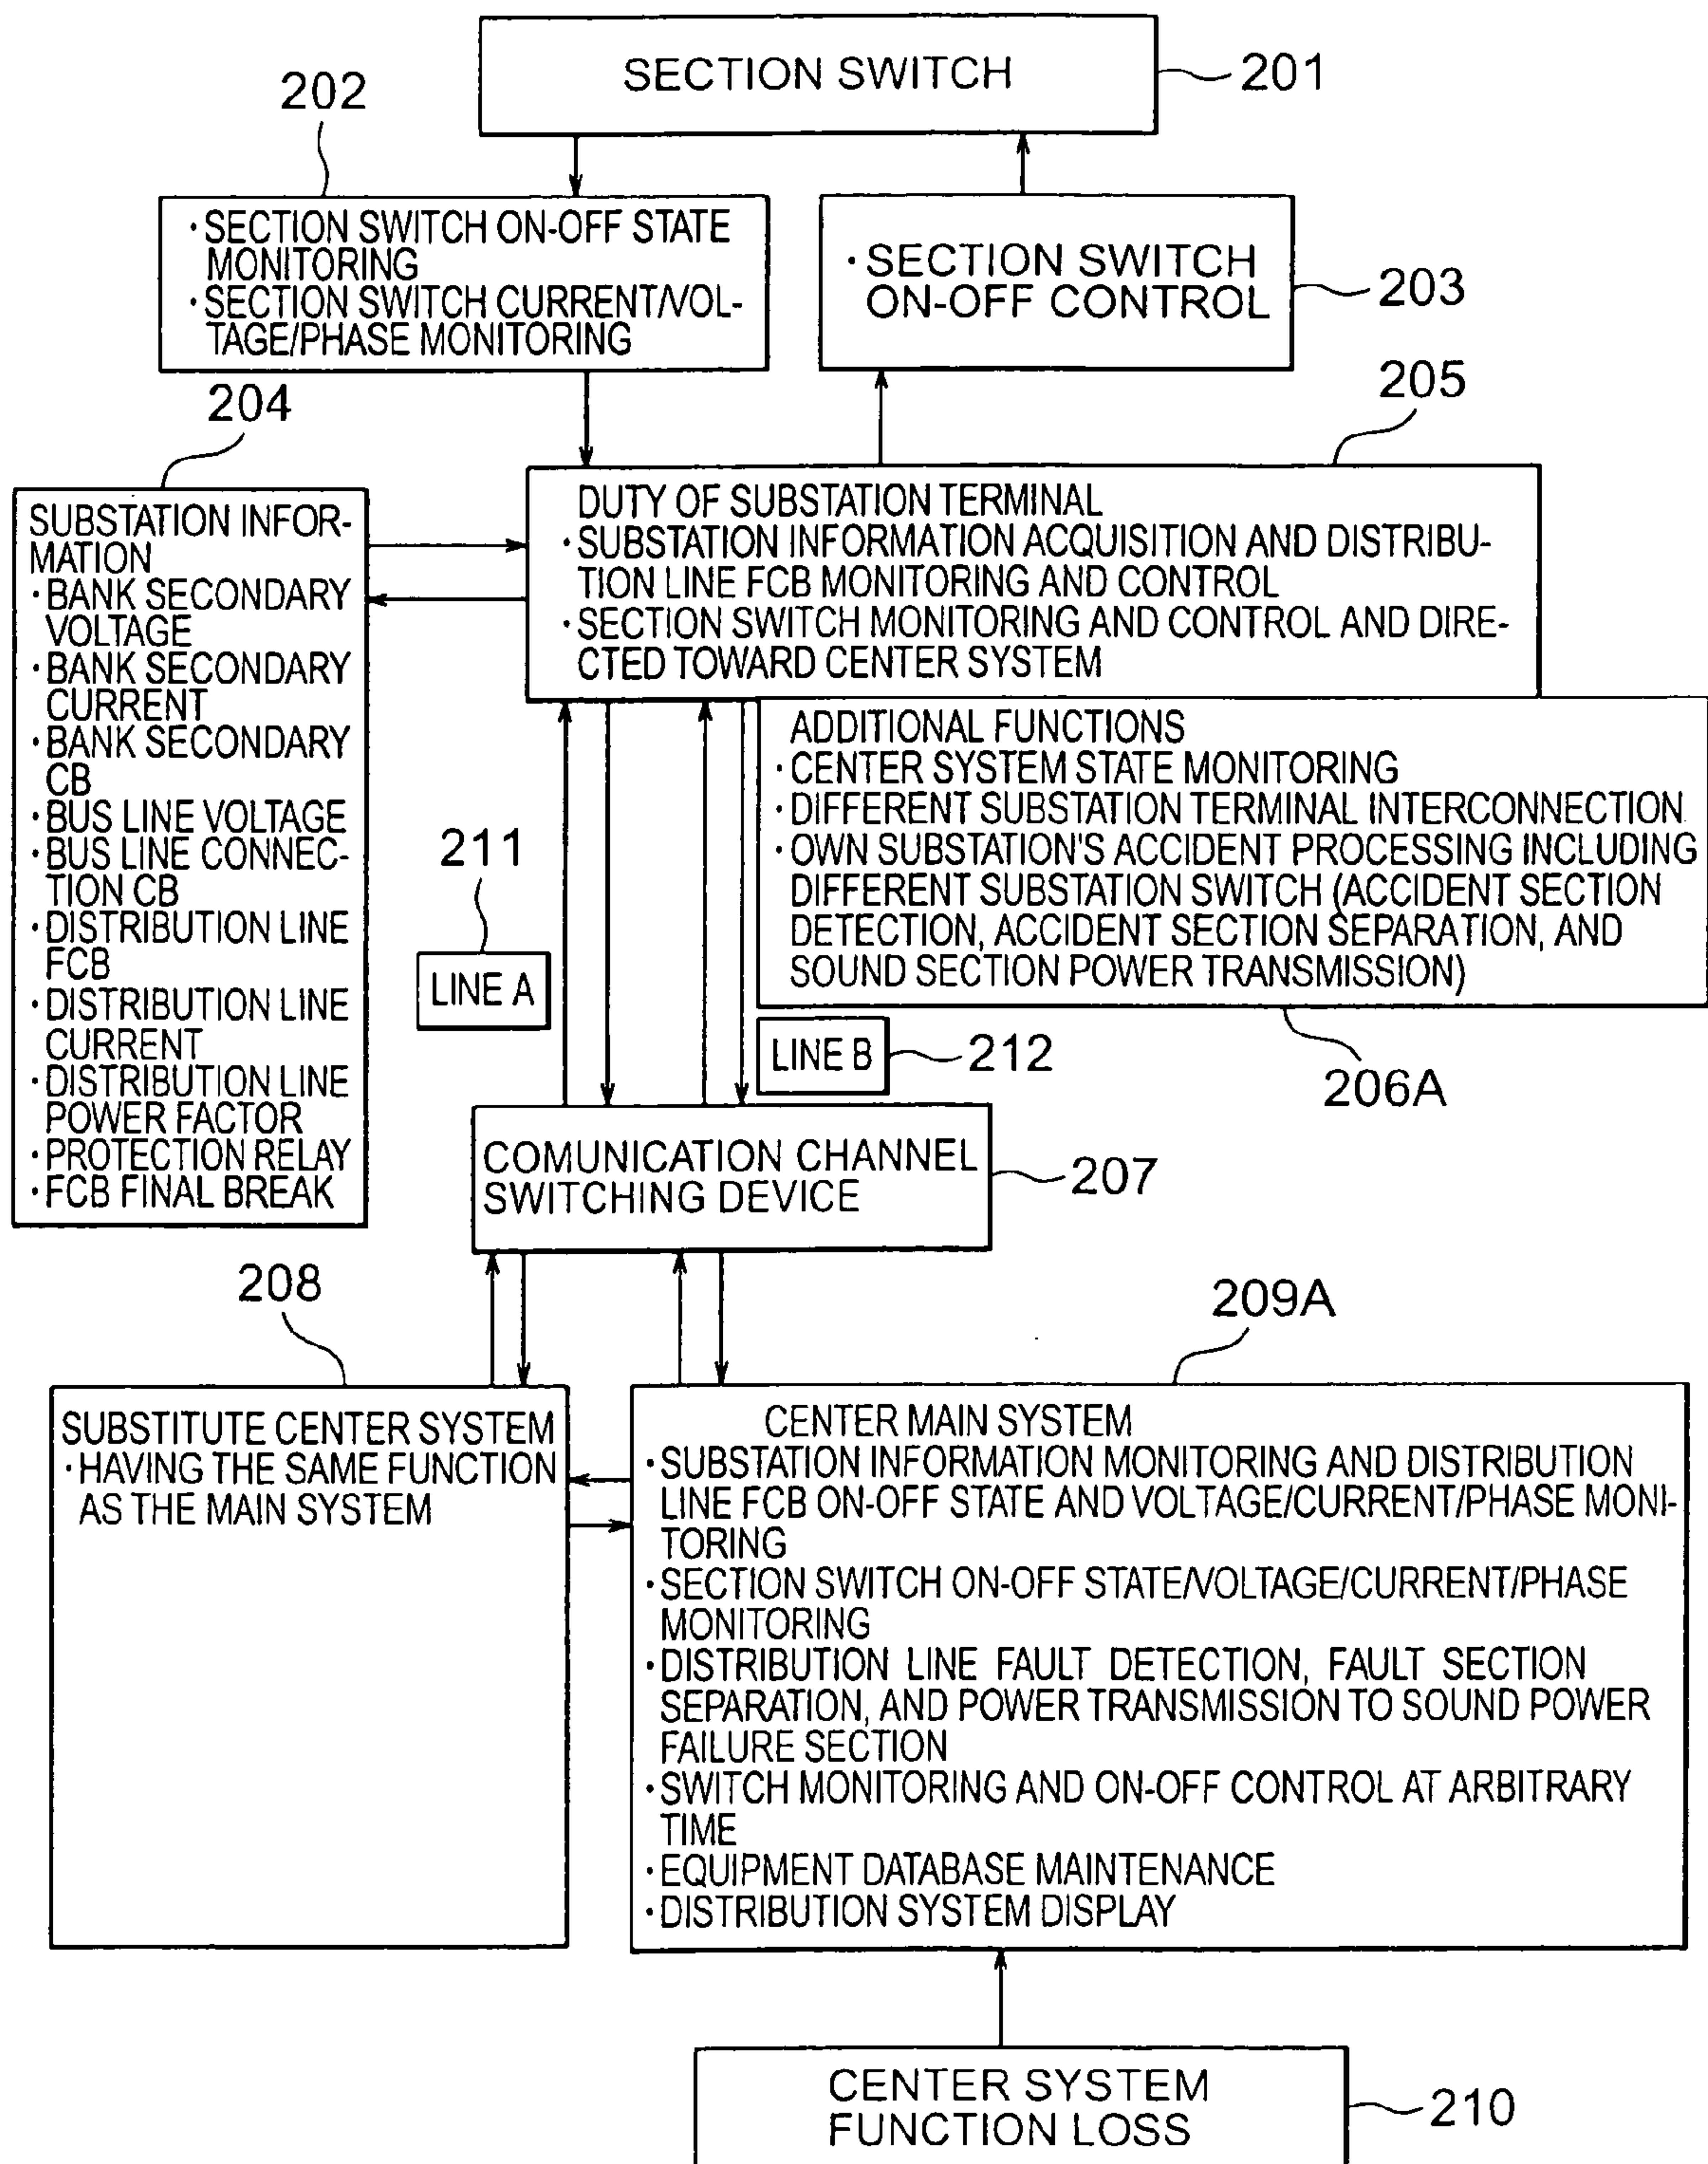 SECTION SWITCH
201
202
·SECTION SWITCH ON-OFF STATE
MONITORING
·SECTION SWITCH CURRENT/VOL-
TAGE/PHASE MONITORING
·SECTION SWITCH
ON-OFF CONTROL
203
204
205
SUBSTATION INFOR-
MATION
·BANK SECONDARY
VOLTAGE
·BANK SECONDARY
CURRENT
·BANK SECONDARY
CB
·BUS LINE VOLTAGE
·BUS LINE CONNEC-
TION CB
·DISTRIBUTION LINE
FCB
·DISTRIBUTION LINE
CURRENT
·DISTRIBUTION LINE
POWER FACTOR
·PROTECTION RELAY
·FCB FINAL BREAK
DUTY OF SUBSTATION TERMINAL
·SUBSTATION INFORMATION ACQUISITION AND DISTRIBU-
TION LINE FCB MONITORING AND CONTROL
·SECTION SWITCH MONITORING AND CONTROL AND DIRE-
CTED TOWARD CENTER SYSTEM
ADDITIONAL FUNCTIONS
·CENTER SYSTEM STATE MONITORING
·DIFFERENT SUBSTATION TERMINAL INTERCONNECTION
·OWN SUBSTATION'S ACCIDENT PROCESSING INCLUDING
DIFFERENT SUBSTATION SWITCH (ACCIDENT SECTION
DETECTION, ACCIDENT SECTION SEPARATION, AND
SOUND SECTION POWER TRANSMISSION)
206A
211
LINE A
LINE B
212
COMUNICATION CHANNEL
SWITCHING DEVICE
207
208
209A
SUBSTITUTE CENTER SYSTEM
·HAVING THE SAME FUNCTION
AS THE MAIN SYSTEM
CENTER MAIN SYSTEM
·SUBSTATION INFORMATION MONITORING AND DISTRIBUTION
LINE FCB ON-OFF STATE AND VOLTAGE/CURRENT/PHASE MONI-
TORING
·SECTION SWITCH ON-OFF STATE/VOLTAGE/CURRENT/PHASE
MONITORING
·DISTRIBUTION LINE FAULT DETECTION, FAULT SECTION
SEPARATION, AND POWER TRANSMISSION TO SOUND POWER
FAILURE SECTION
·SWITCH MONITORING AND ON-OFF CONTROL AT ARBITRARY
TIME
·EQUIPMENT DATABASE MAINTENANCE
·DISTRIBUTION SYSTEM DISPLAY
CENTER SYSTEM
FUNCTION LOSS
210